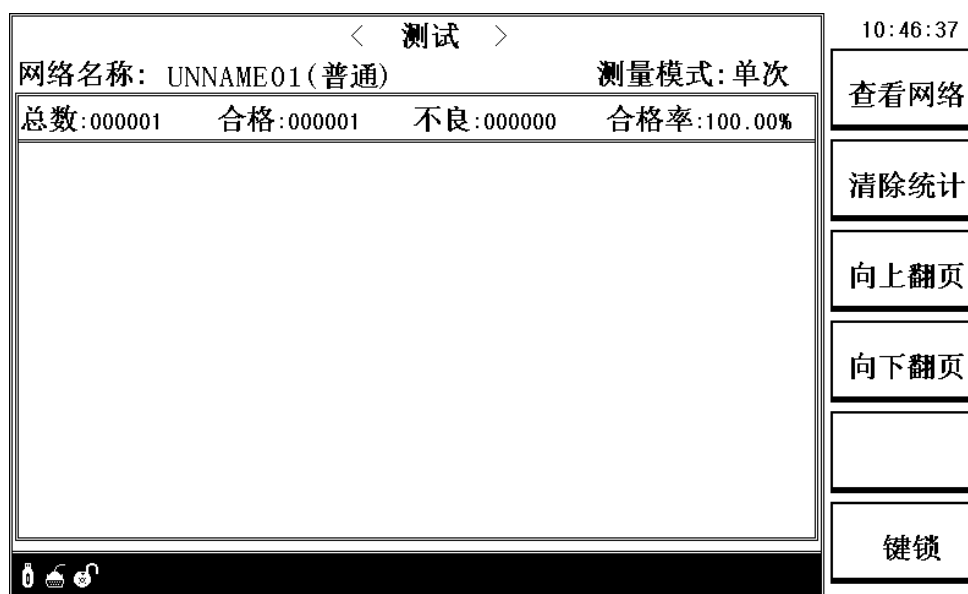 < 测试 >
10:46:37
网络名称: UNNAME01(普通)
测量模式:单次
总数:000001 合格:000001 不良:000000 合格率:100.00%
查看网络
清除统计
向上翻页
向下翻页
键锁